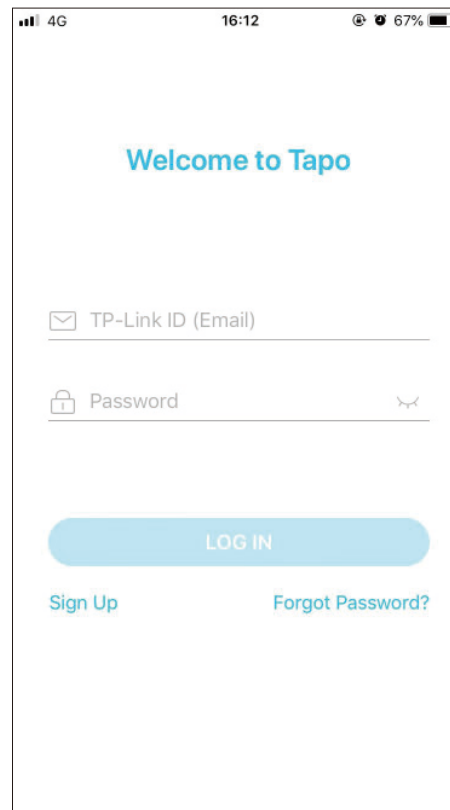 4G 16:12 67%
Welcome to Tapo
TP-Link ID (Email)
Password
LOG IN
Sign Up Forgot Password?